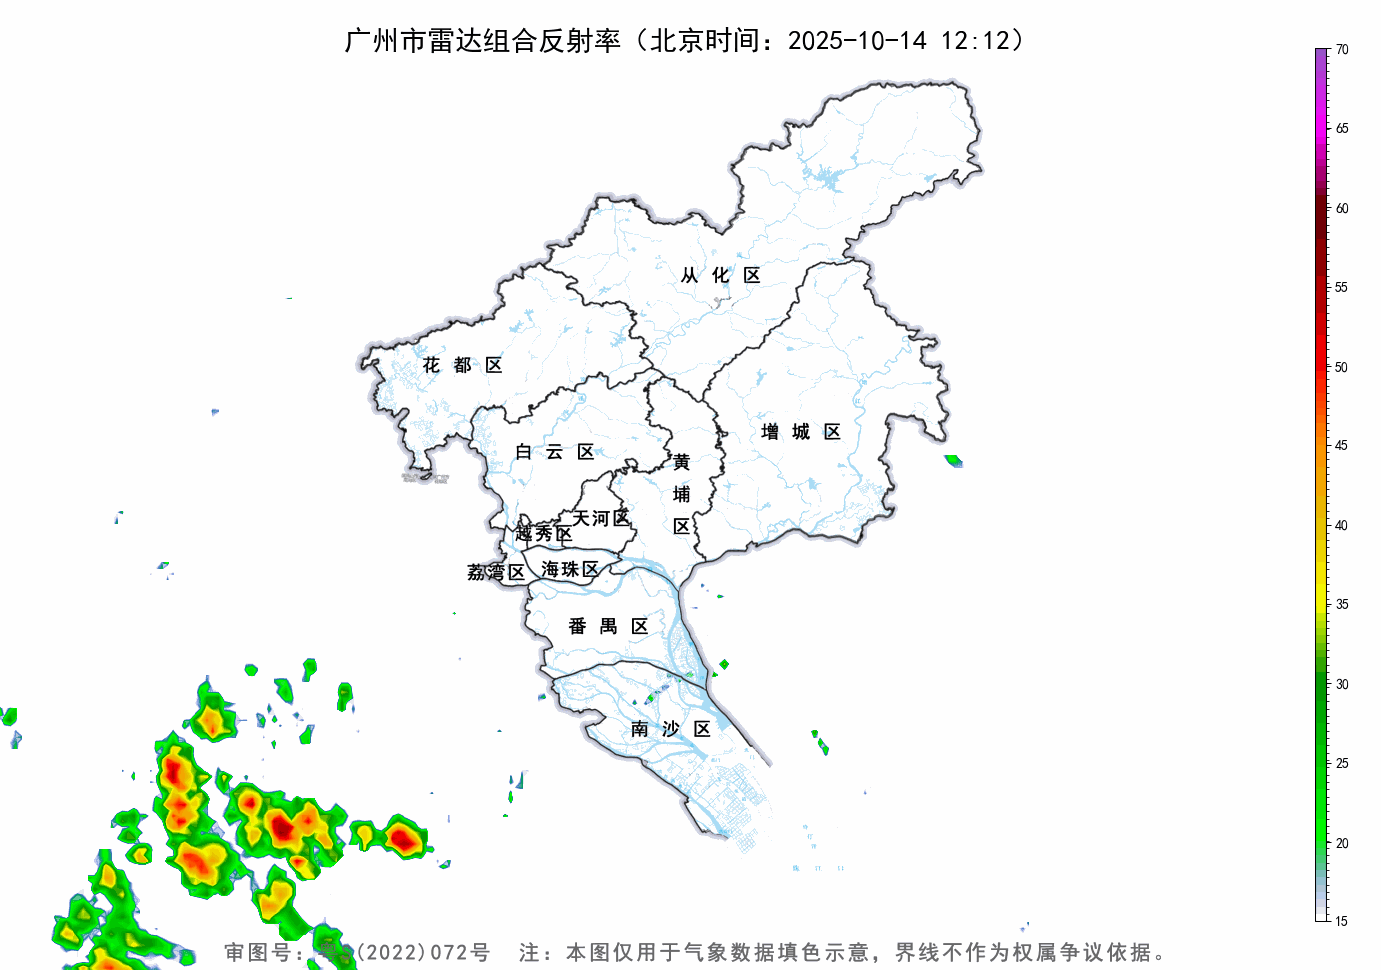 广州市雷达组合反射率（北京时间：2025-10-14 12:12）
70
65
60
55
50
45
40
35
30
25
20
15
从化区
花都区
增城区
白云区
黄埔区
天河区
越秀区
荔湾区
海珠区
番禺区
南沙区
审图号：粤S(2022)072号 注：本图仅用于气象数据填色示意，界线不作为权属争议依据。